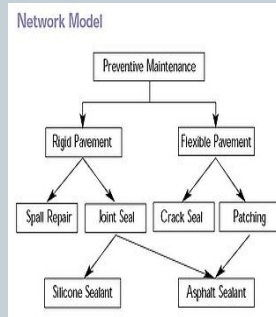 Network Model
Preventive Maintenance
Rigid Pavement
Flexible Pavement
Spall Repair
Joint Seal
Crack Seal
Patching
Silicone Sealant
Asphalt Sealant